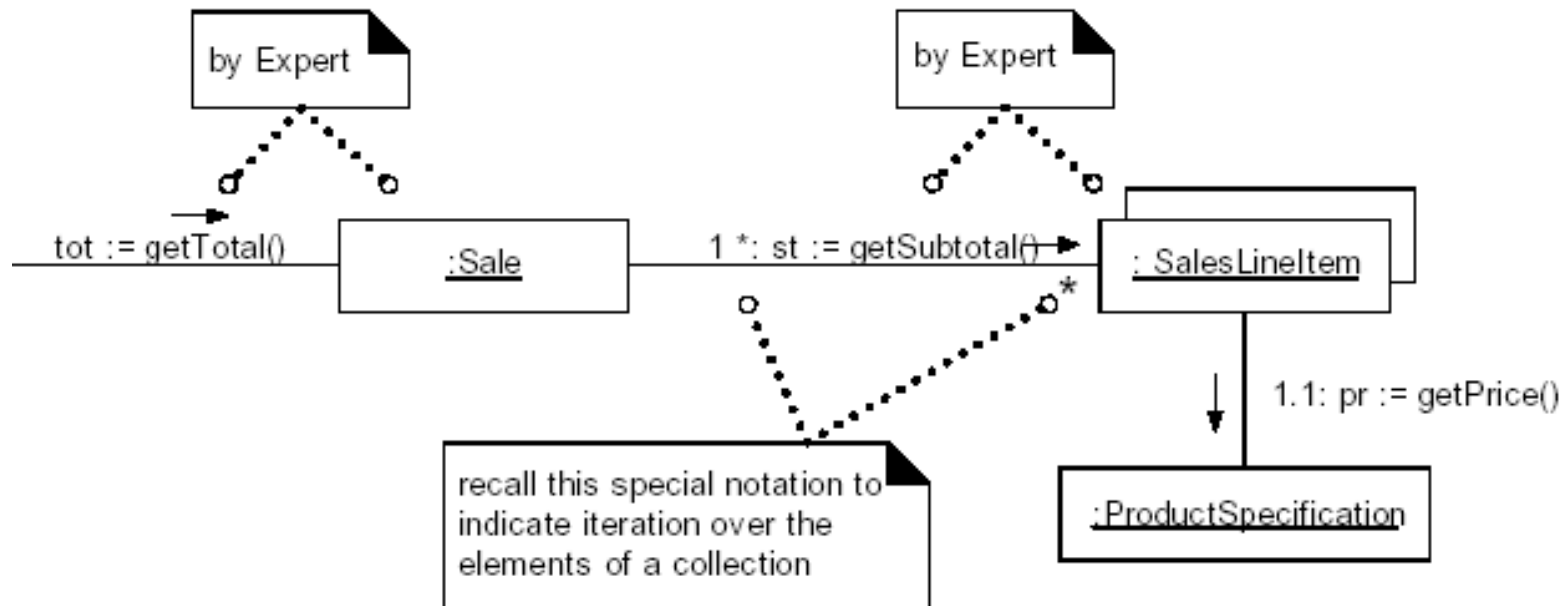 by Expert
by Expert
tot := getTotal()
:Sale
1 *: st := getSubtotal()
*
: SalesLineItem
1.1: pr := getPrice()
recall this special notation to
indicate iteration over the
elements of a collection
:ProductSpecification